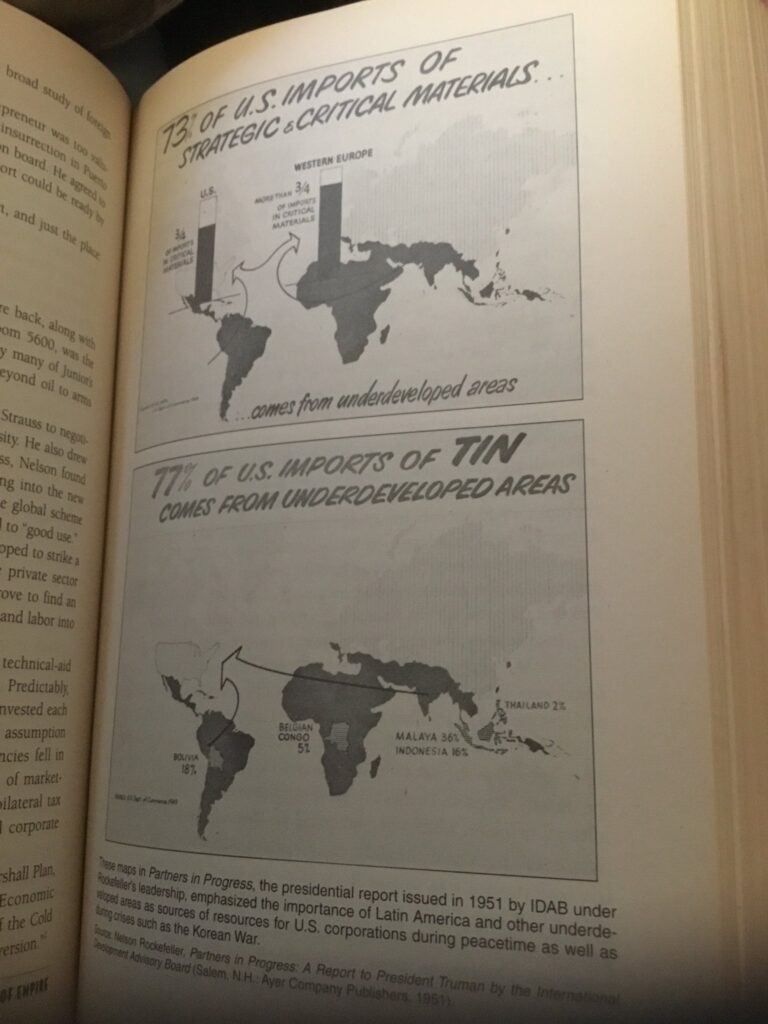 broad study of foreign
preneur was too
insurrection in Puerto
on board. He agreed to
ort could be ready by
t, and just the place
re back, along with
oom 5600, was the
y many of Junior's
eyond oil to arms
Strauss to negoti-
sity. He also drew
ss, Nelson found
ng into the new
e global scheme
l to "good use."
oped to strike a
private sector
rove to find an
and labor into
technical-aid
Predictably,
nvested each
assumption
ncies fell in
of market-
bilateral tax
corporate
rshall Plan,
Economic
f the Cold
version."
OF EMPIRE
73% OF U.S. IMPORTS OF
STRATEGIC & CRITICAL MATERIALS...
U.S.
3/4
OF IMPORTS
IN CRITICAL
MATERIALS
WESTERN EUROPE
MORE THAN 3/4
OF IMPORTS
IN CRITICAL
MATERIALS
...comes from underdeveloped areas
77% OF U.S. IMPORTS OF TIN
COMES FROM UNDERDEVELOPED AREAS
BOLIVIA
18%
BELGIAN
CONGO
5%
MALAYA 36%
INDONESIA 16%
THAILAND 2%
These maps in Partners in Progress, the presidential report issued in 1951 by IDAB under
Rockefeller's leadership, emphasized the importance of Latin America and other underde-
veloped areas as sources of resources for U.S. corporations during peacetime as well as
during crises such as the Korean War.
Source: Nelson Rockefeller, Partners in Progress: A Report to President Truman by the International
Development Advisory Board (Salem, N.H.: Ayer Company Publishers, 1951).